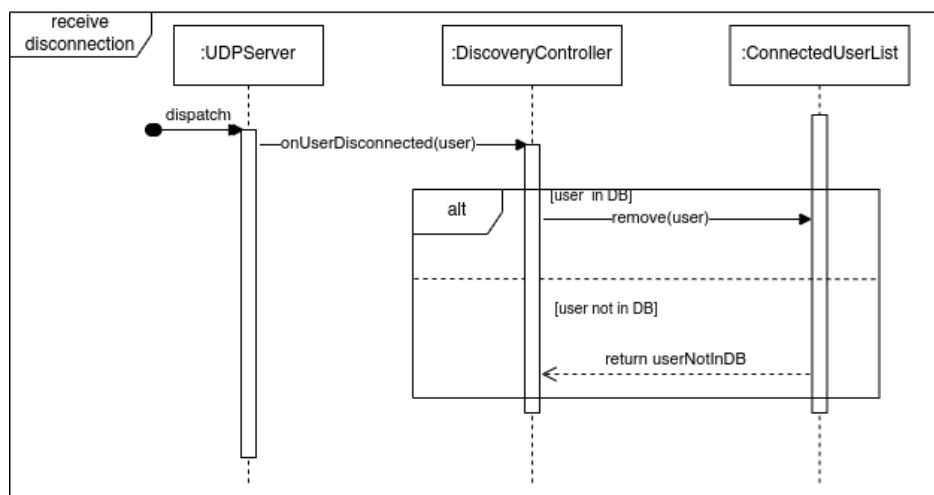 receive
disconnection
:UDPServer
:DiscoveryController
:ConnectedUserList
dispatch
onUserDisconnected(user)
alt
[user in DB]
remove(user)
[user not in DB]
return userNotInDB